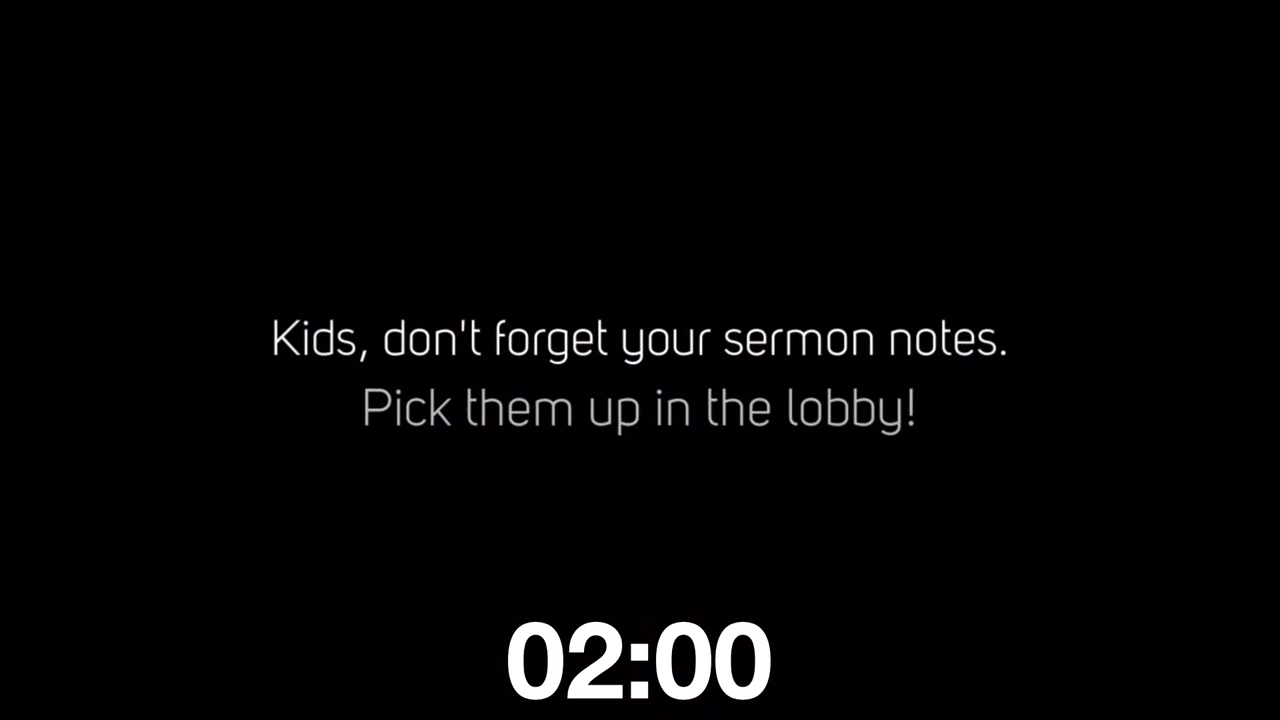 Kids, don't forget your sermon notes.
Pick them up in the lobby!
02:00